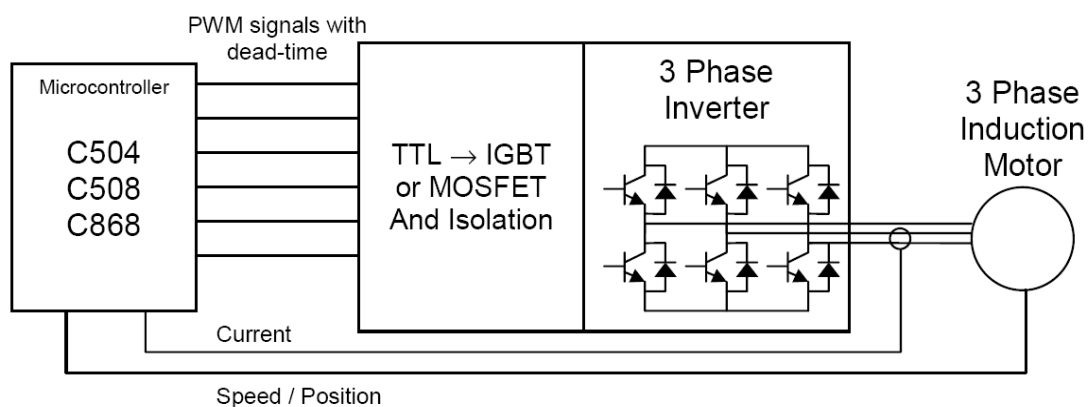 PWM signals with
dead-time
Microcontroller
C504
C508
C868
TTL → IGBT
or MOSFET
And Isolation
3 Phase
Inverter
3 Phase
Induction
Motor
Current
Speed / Position